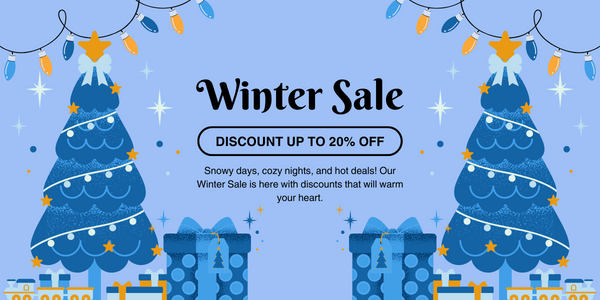 Winter Sale
DISCOUNT UP TO 20% OFF
Snowy days, cozy nights, and hot deals! Our
Winter Sale is here with discounts that will warm
your heart.